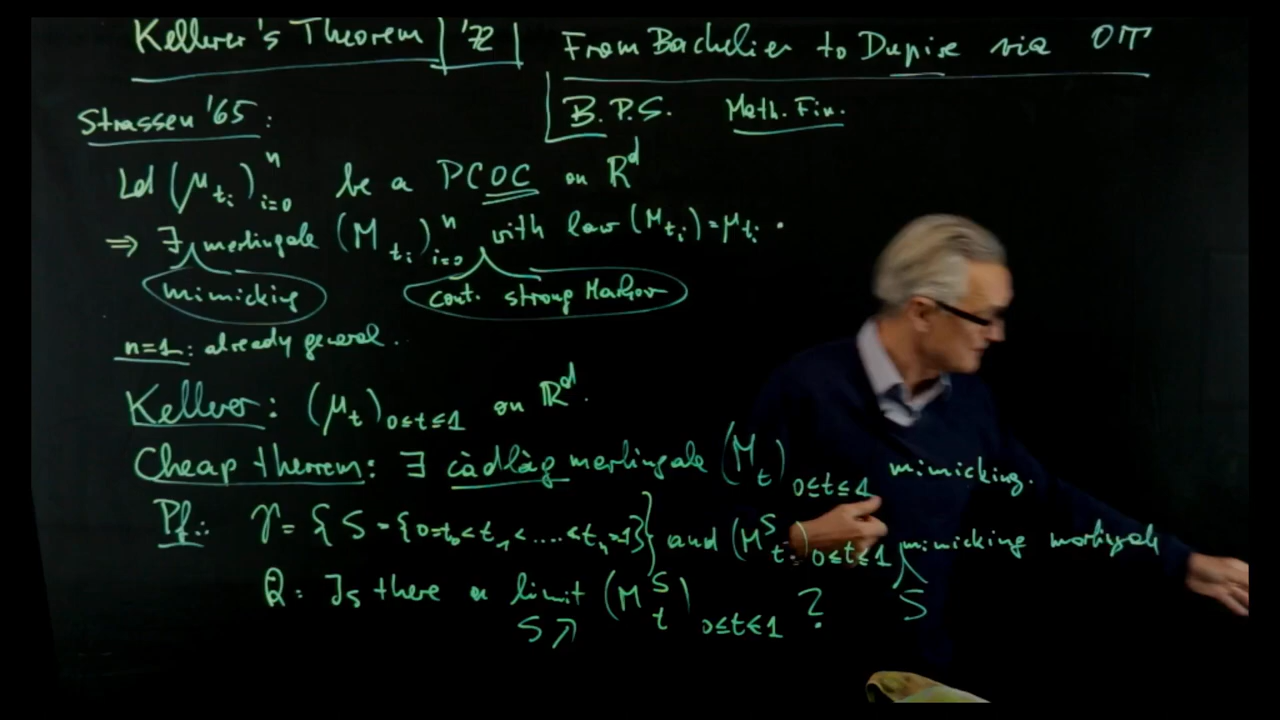 Kellerer's Theorem | '72 |
From Bachelier to Dupire via OT
B.P.S. Math. Fin.
Strassen '65 :
Let (μ_{t_i})_{i=0}^n be a PCOC on ℝ^d
⇒ ∃ martingale (M_{t_i})_{i=0}^n with law (M_{t_i}) = μ_{t_i} .
mimicking cont. strong Markov
n=1 : already general ..
Kellerer : (μ_t)_{0≤t≤1} on ℝ^d.
Cheap theorem : ∃ càdlàg martingale (M_t)_{0≤t≤1} mimicking.
Pf.: 𝒮 = { S = {0=t_0<t_1<....<t_n=1}} and (M^S_t)_{0≤t≤1} mimicking martingale
S
Q : Is there a limit (M^S_t)_{0≤t≤1} ?
S ↗